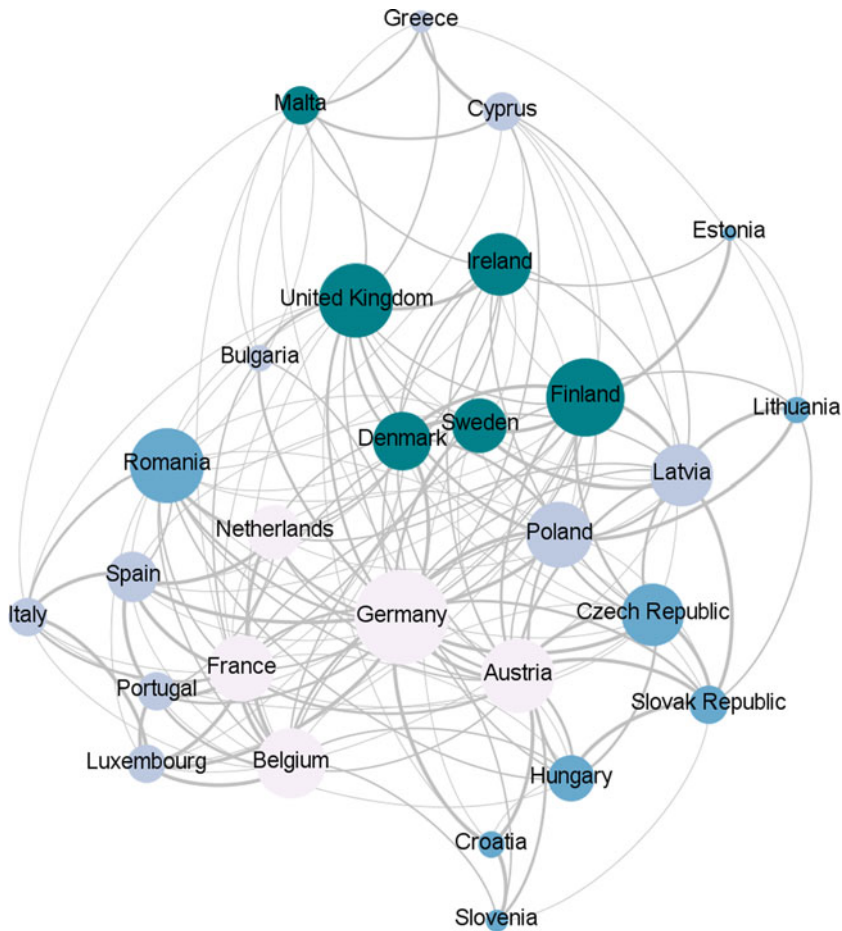 Greece
Malta
Cyprus
Estonia
Ireland
United Kingdom
Bulgaria
Finland
Lithuania
Sweden
Denmark
Romania
Latvia
Netherlands
Poland
Spain
Germany
Czech Republic
Italy
France
Austria
Portugal
Slovak Republic
Luxembourg
Belgium
Hungary
Croatia
Slovenia